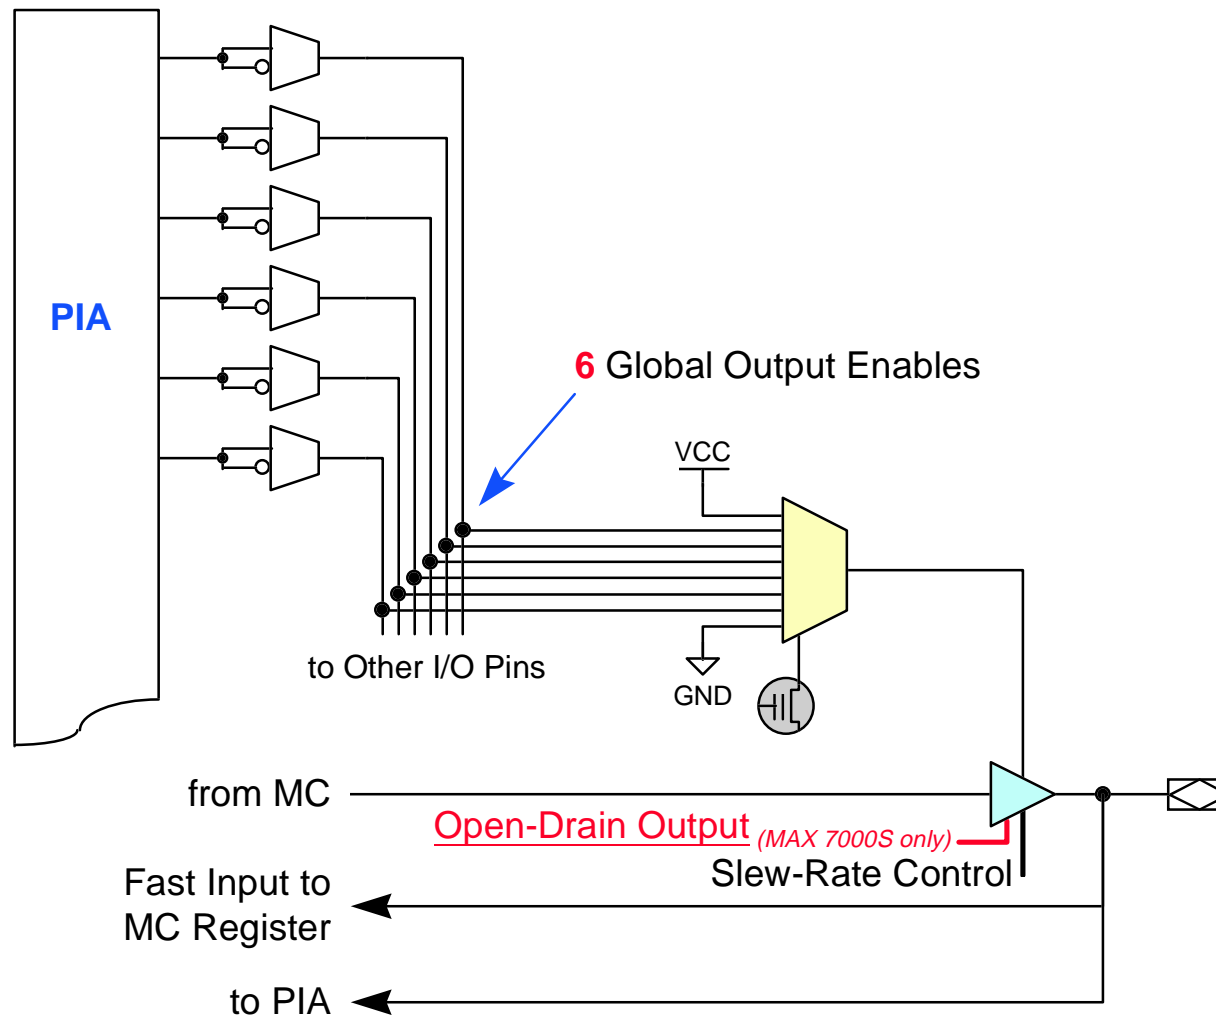 PIA
6 Global Output Enables
VCC
to Other I/O Pins
GND
from MC
Open-Drain Output (MAX 7000S only)
Slew-Rate Control
Fast Input to
MC Register
to PIA